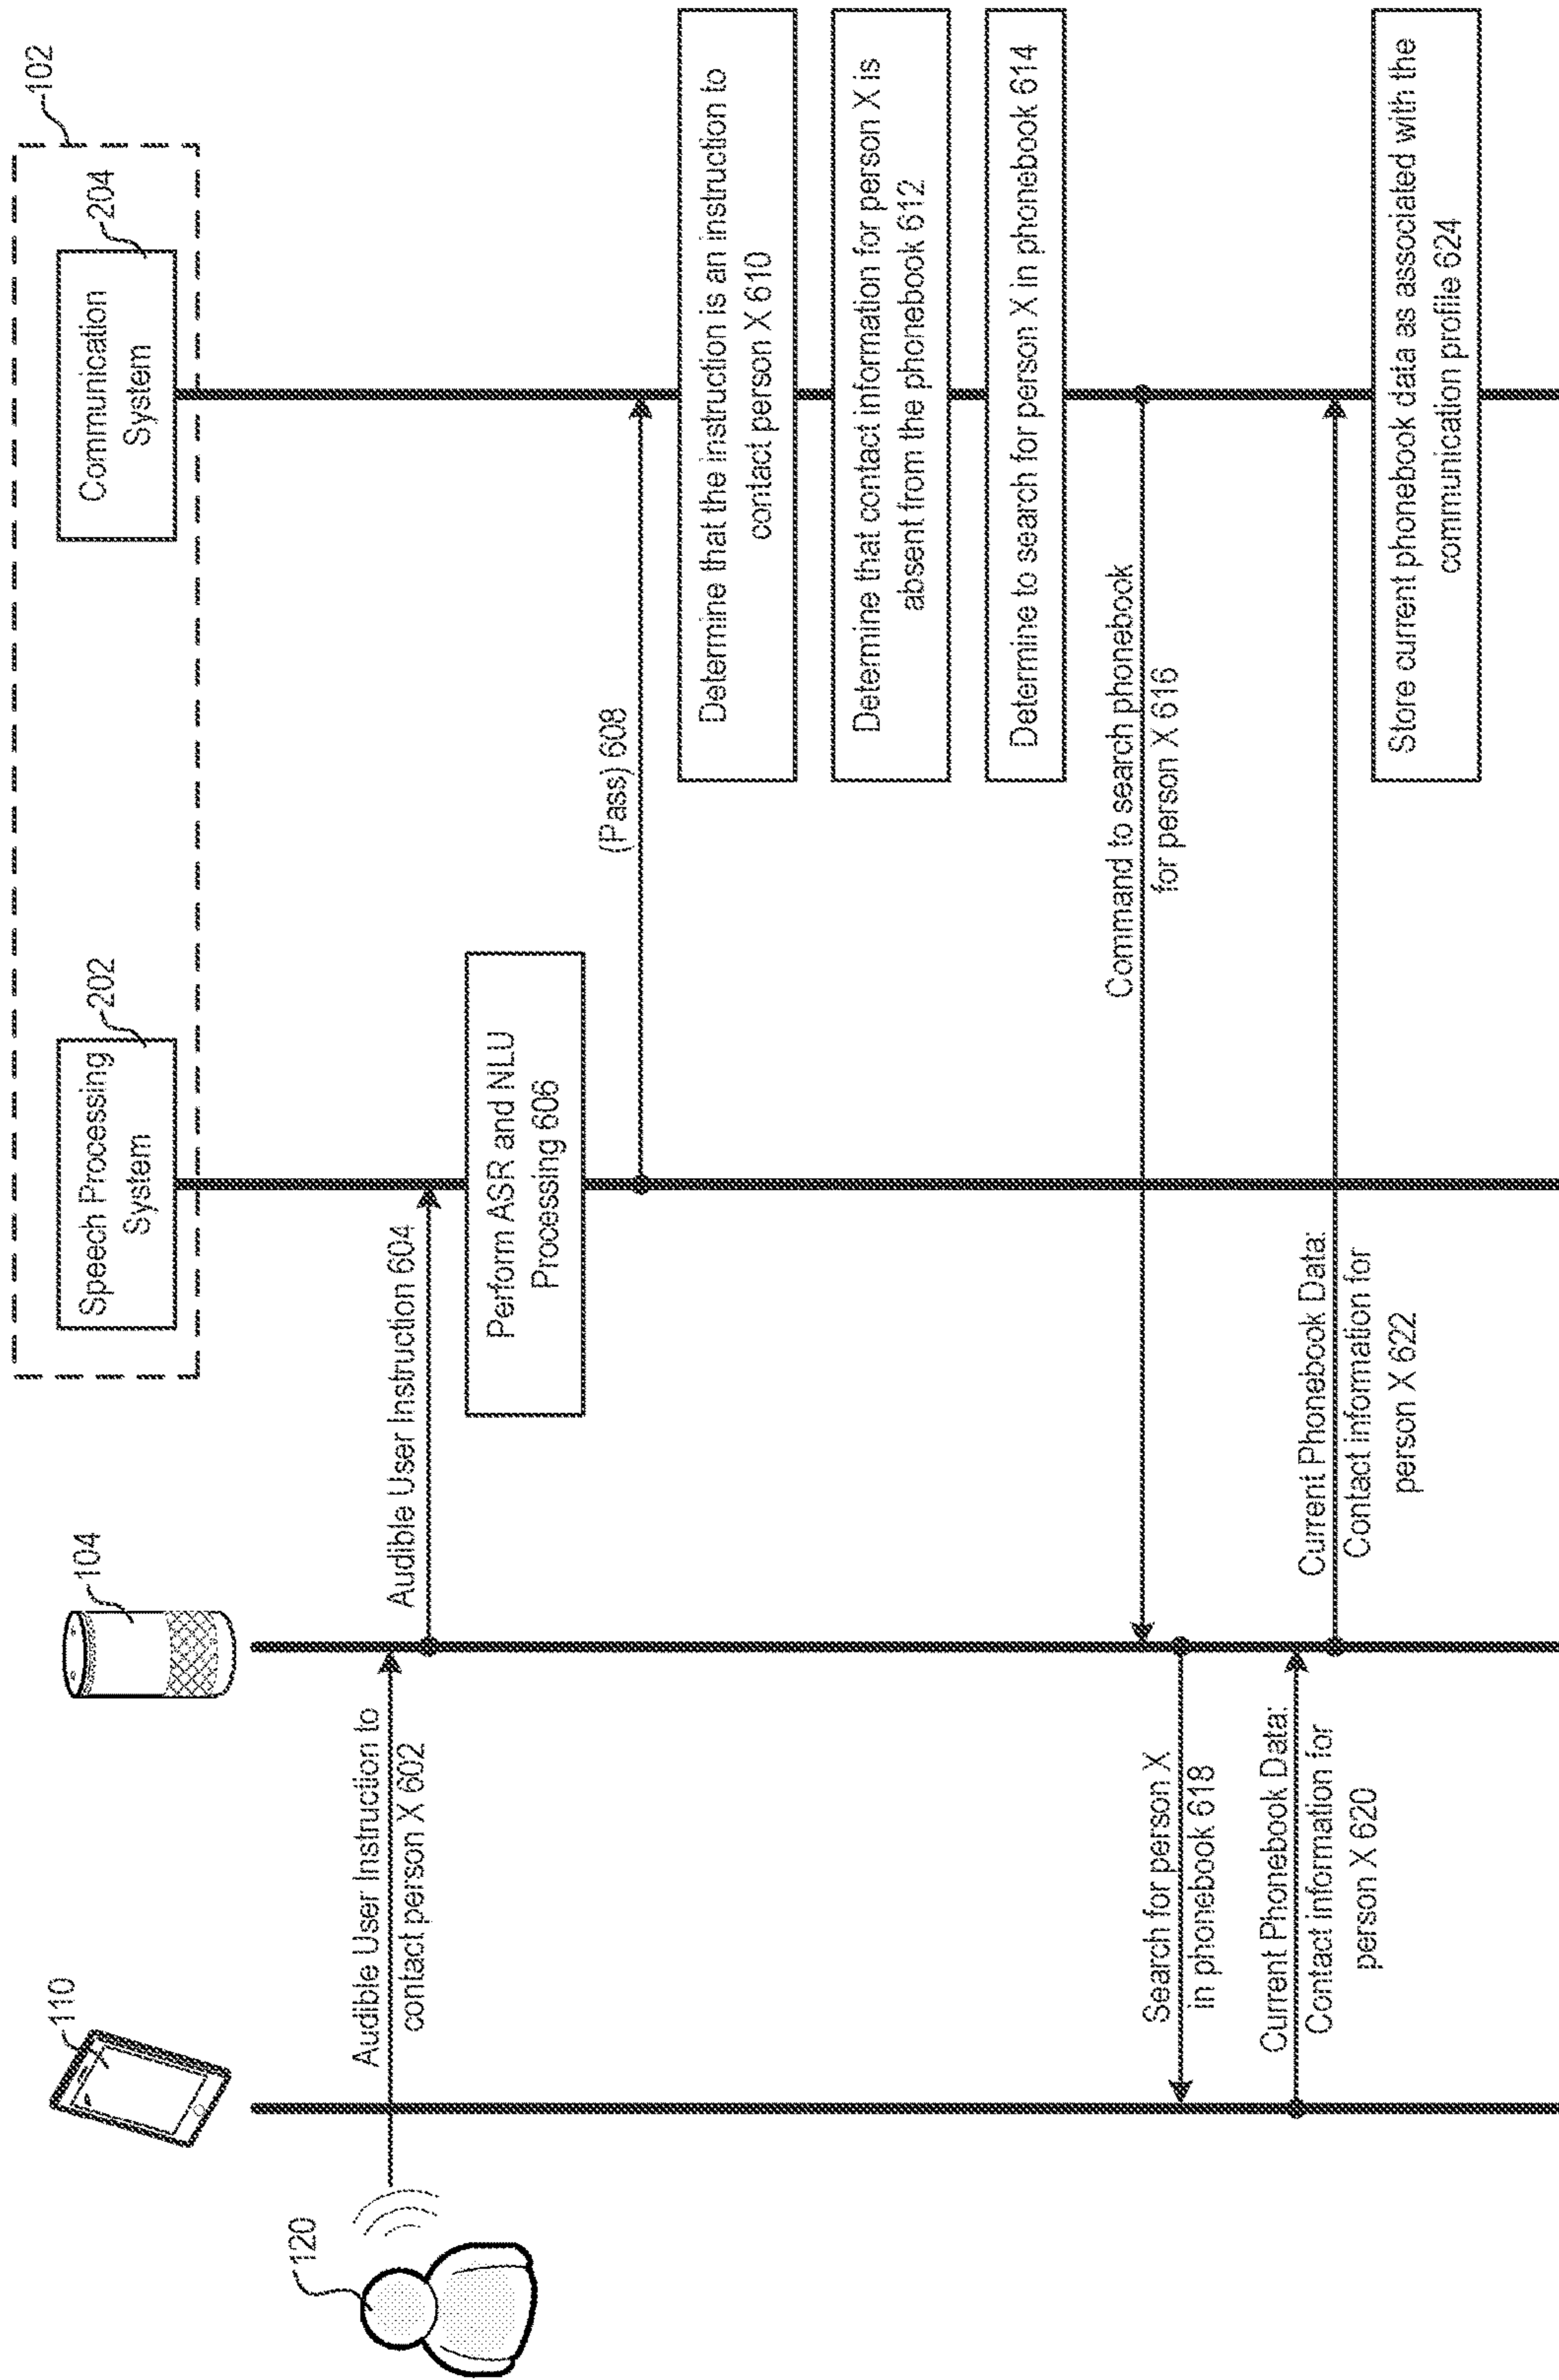 102
Speech Processing
System
202
Communication
System
204
110
104
120
Audible User Instruction to
contact person X 602
Audible User Instruction 604
Perform ASR and NLU
Processing 606
(Pass) 608
Determine that the instruction is an instruction to
contact person X 610
Determine that contact information for person X is
absent from the phonebook 612
Determine to search for person X in phonebook 614
Command to search phonebook
for person X 616
Search for person X
in phonebook 618
Current Phonebook Data:
Contact information for
person X 620
Current Phonebook Data:
Contact information for
person X 622
Store current phonebook data as associated with the
communication profile 624